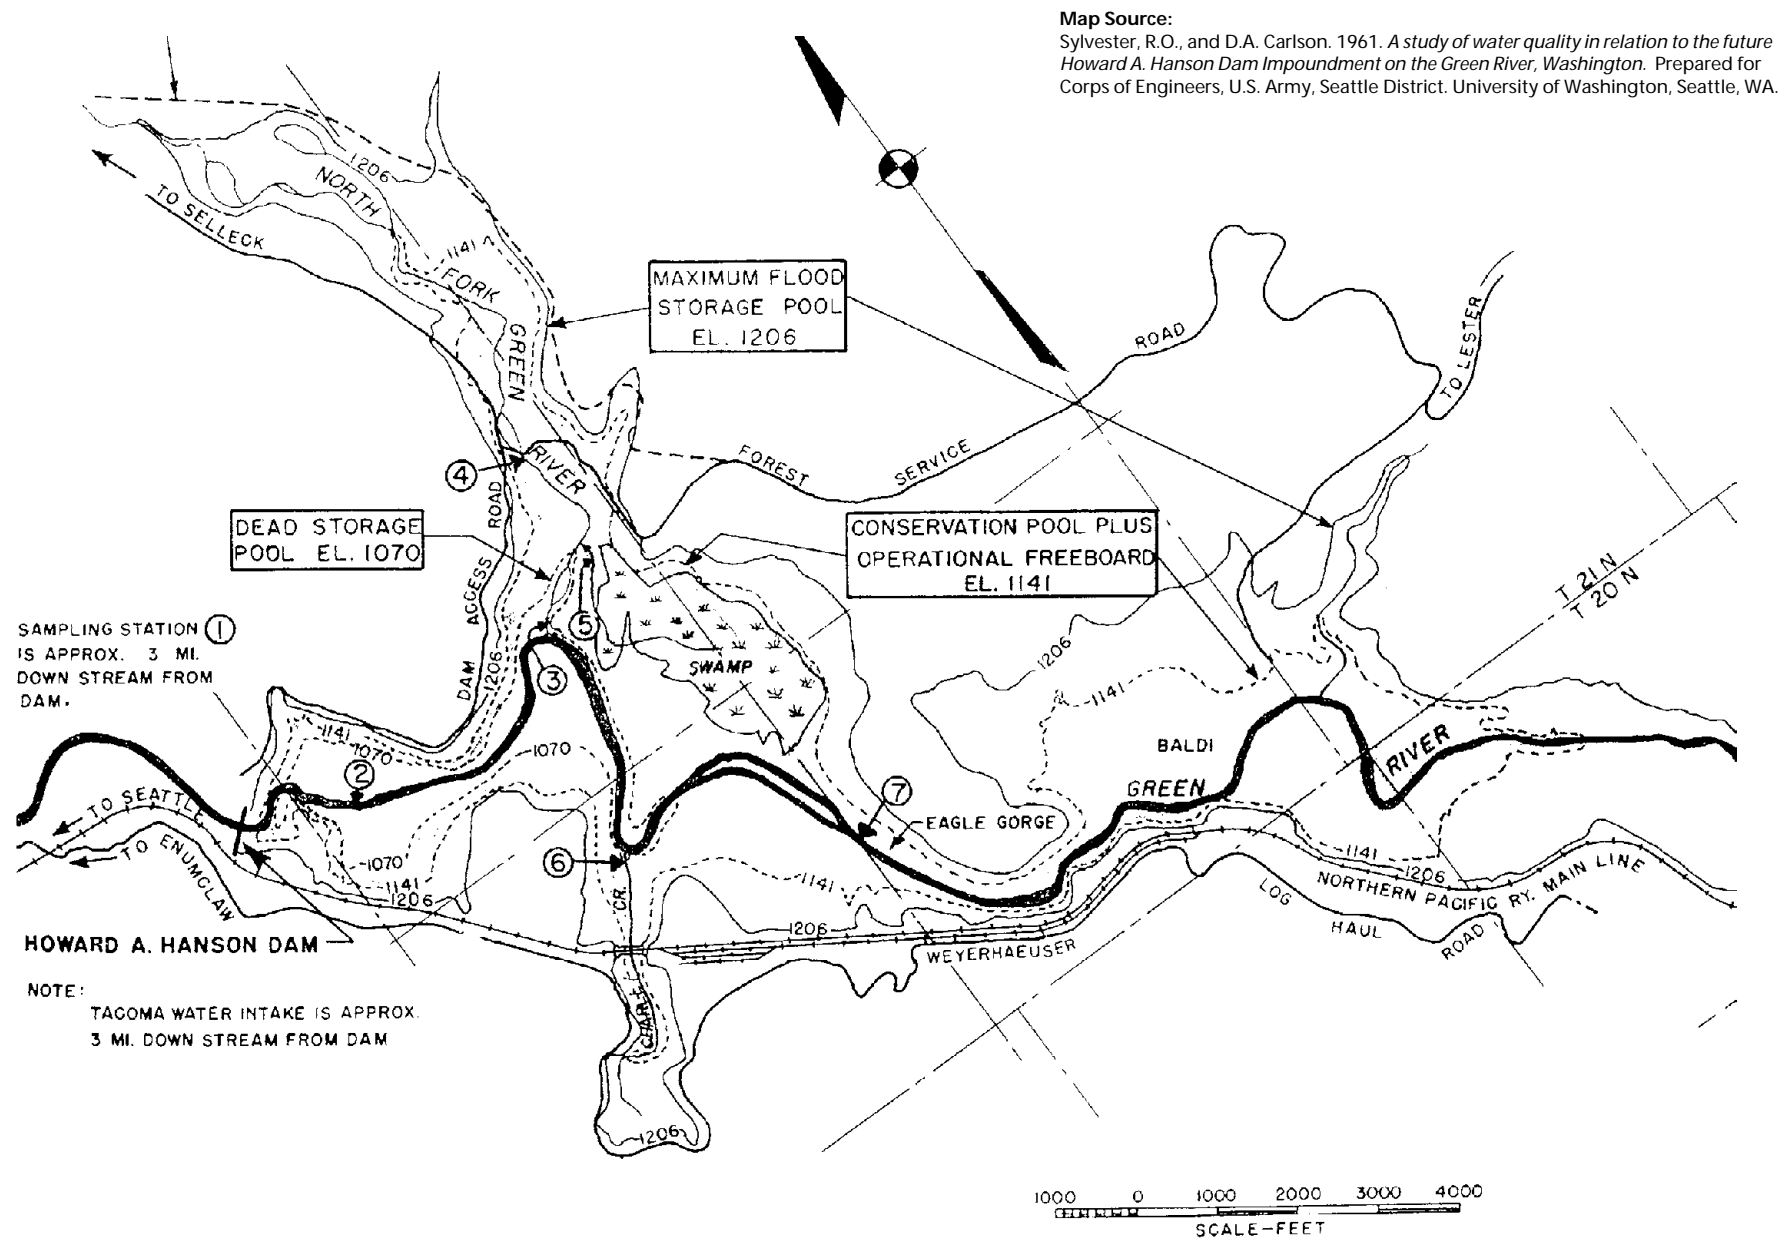 Map Source:
Sylvester, R.O., and D.A. Carlson. 1961. A study of water quality in relation to the future
Howard A. Hanson Dam Impoundment on the Green River, Washington. Prepared for
Corps of Engineers, U.S. Army, Seattle District. University of Washington, Seattle, WA.
1206
NORTH
TO SELLECK
1141
FORK
GREEN
RIVER
MAXIMUM FLOOD
STORAGE POOL
EL. 1206
ROAD
TO LESTER
FOREST
SERVICE
4
ROAD
DEAD STORAGE
POOL EL. 1070
CONSERVATION POOL PLUS
OPERATIONAL FREEBOARD
EL. 1141
T 21 N
T 20 N
ACCESS
SAMPLING STATION 1
IS APPROX. 3 MI.
DOWN STREAM FROM
DAM.
5
1206
DAM
3
SWAMP
1206
1141
1141
1070
1070
2
BALDI
RIVER
GREEN
7
EAGLE GORGE
TO SEATTLE
TO ENUMCLAW
6
1070
1141
1206
CR.
1141
1206
1141
1206
NORTHERN PACIFIC RY. MAIN LINE
LOG
HAUL
ROAD
WEYERHAEUSER
HOWARD A. HANSON DAM
NOTE:
TACOMA WATER INTAKE IS APPROX.
3 MI. DOWN STREAM FROM DAM
CHARLE
1206
1000 0 1000 2000 3000 4000
SCALE-FEET